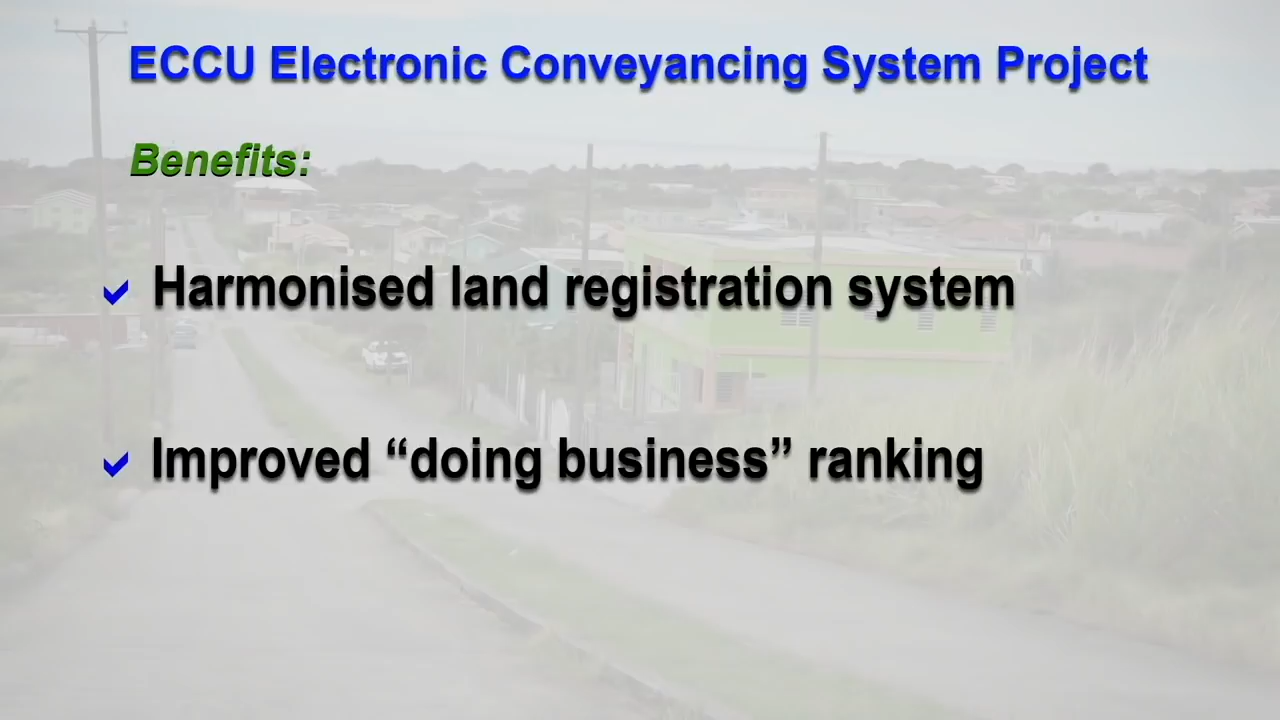 ECCU Electronic Conveyancing System Project
Benefits:
Harmonised land registration system
Improved “doing business” ranking